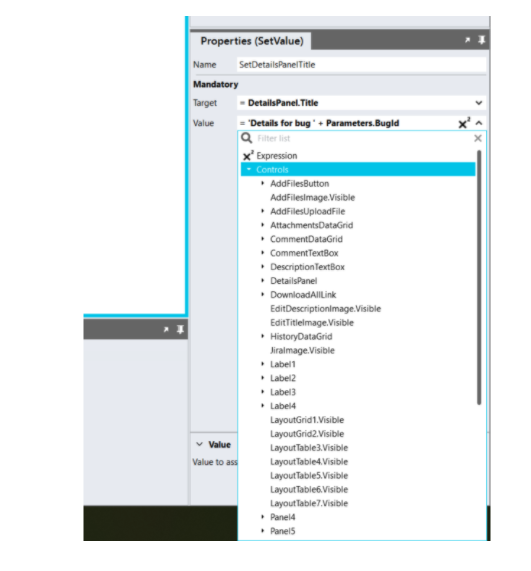 Properties (SetValue)
Name SetDetailsPanelTitle
Mandatory
Target = DetailsPanel.Title
Value = 'Details for bug ' + Parameters.BugId x²
Filter list
x² Expression
Controls
AddFilesButton
AddFilesImage.Visible
AddFilesUploadFile
AttachmentsDataGrid
CommentDataGrid
CommentTextBox
DescriptionTextBox
DetailsPanel
DownloadAllLink
EditDescriptionImage.Visible
EditTitleImage.Visible
HistoryDataGrid
JiraImage.Visible
Label1
Label2
Label3
Label4
LayoutGrid1.Visible
LayoutGrid2.Visible
LayoutTable3.Visible
LayoutTable4.Visible
LayoutTable5.Visible
LayoutTable6.Visible
LayoutTable7.Visible
Panel4
Panel5
Value
Value to ass